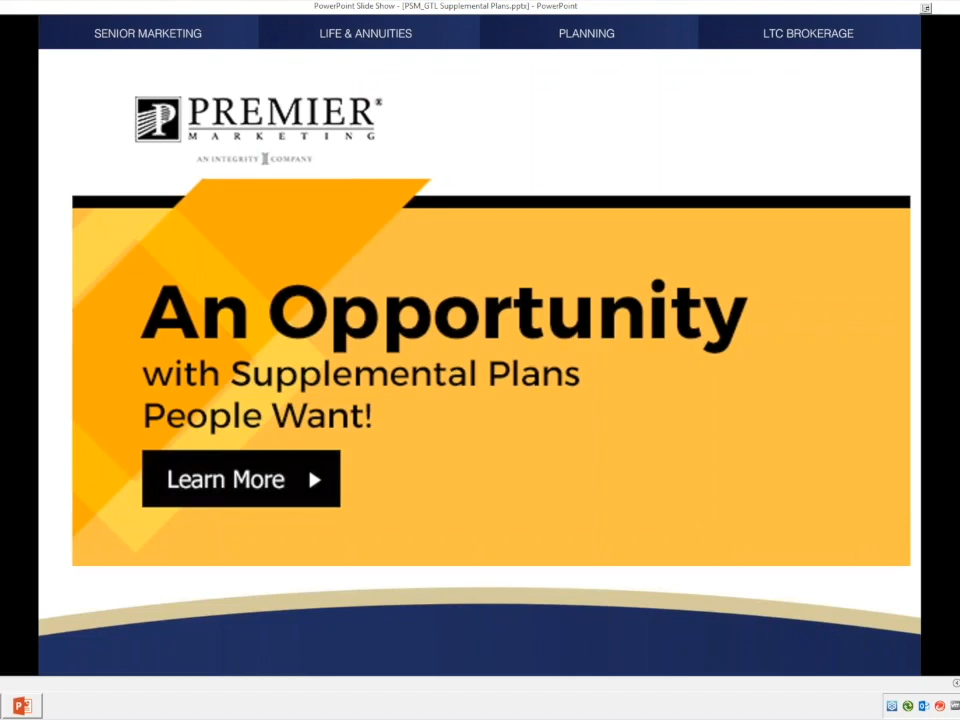 PowerPoint Slide Show - [PSM_GTL Supplemental Plans.pptx] - PowerPoint
SENIOR MARKETING
LIFE & ANNUITIES
PLANNING
LTC BROKERAGE
P PREMIER®
MARKETING
AN INTEGRITY COMPANY
An Opportunity
with Supplemental Plans
People Want!
Learn More